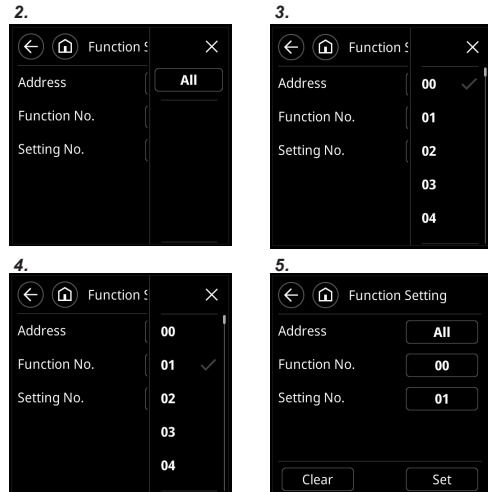 2.
Function S
Address
All
Function No.
Setting No.
3.
Function S
Address
00
Function No.
01
Setting No.
02
03
04
4.
Function S
Address
00
Function No.
01
Setting No.
02
03
04
5.
Function Setting
Address
All
Function No.
00
Setting No.
01
Clear
Set